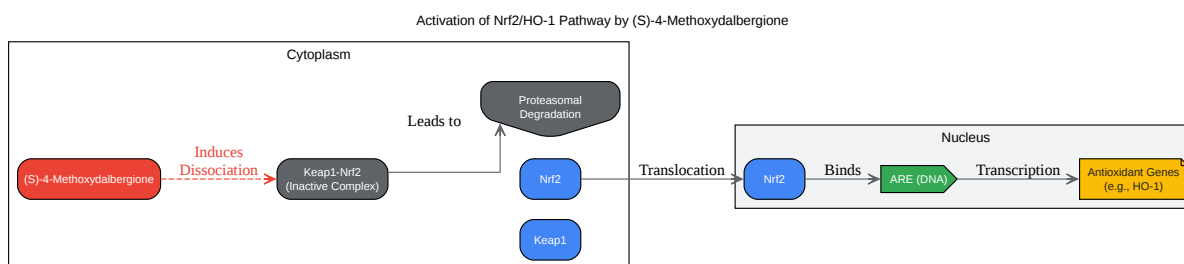 Activation of Nrf2/HO-1 Pathway by (S)-4-Methoxydalbergione
Cytoplasm
Proteasomal
Degradation
Leads to
Induces
Dissociation
(S)-4-Methoxydalbergione
Keap1-Nrf2
(Inactive Complex)
Nrf2
Keap1
Translocation
Nucleus
Nrf2
Binds
ARE (DNA)
Transcription
Antioxidant Genes
(e.g., HO-1)